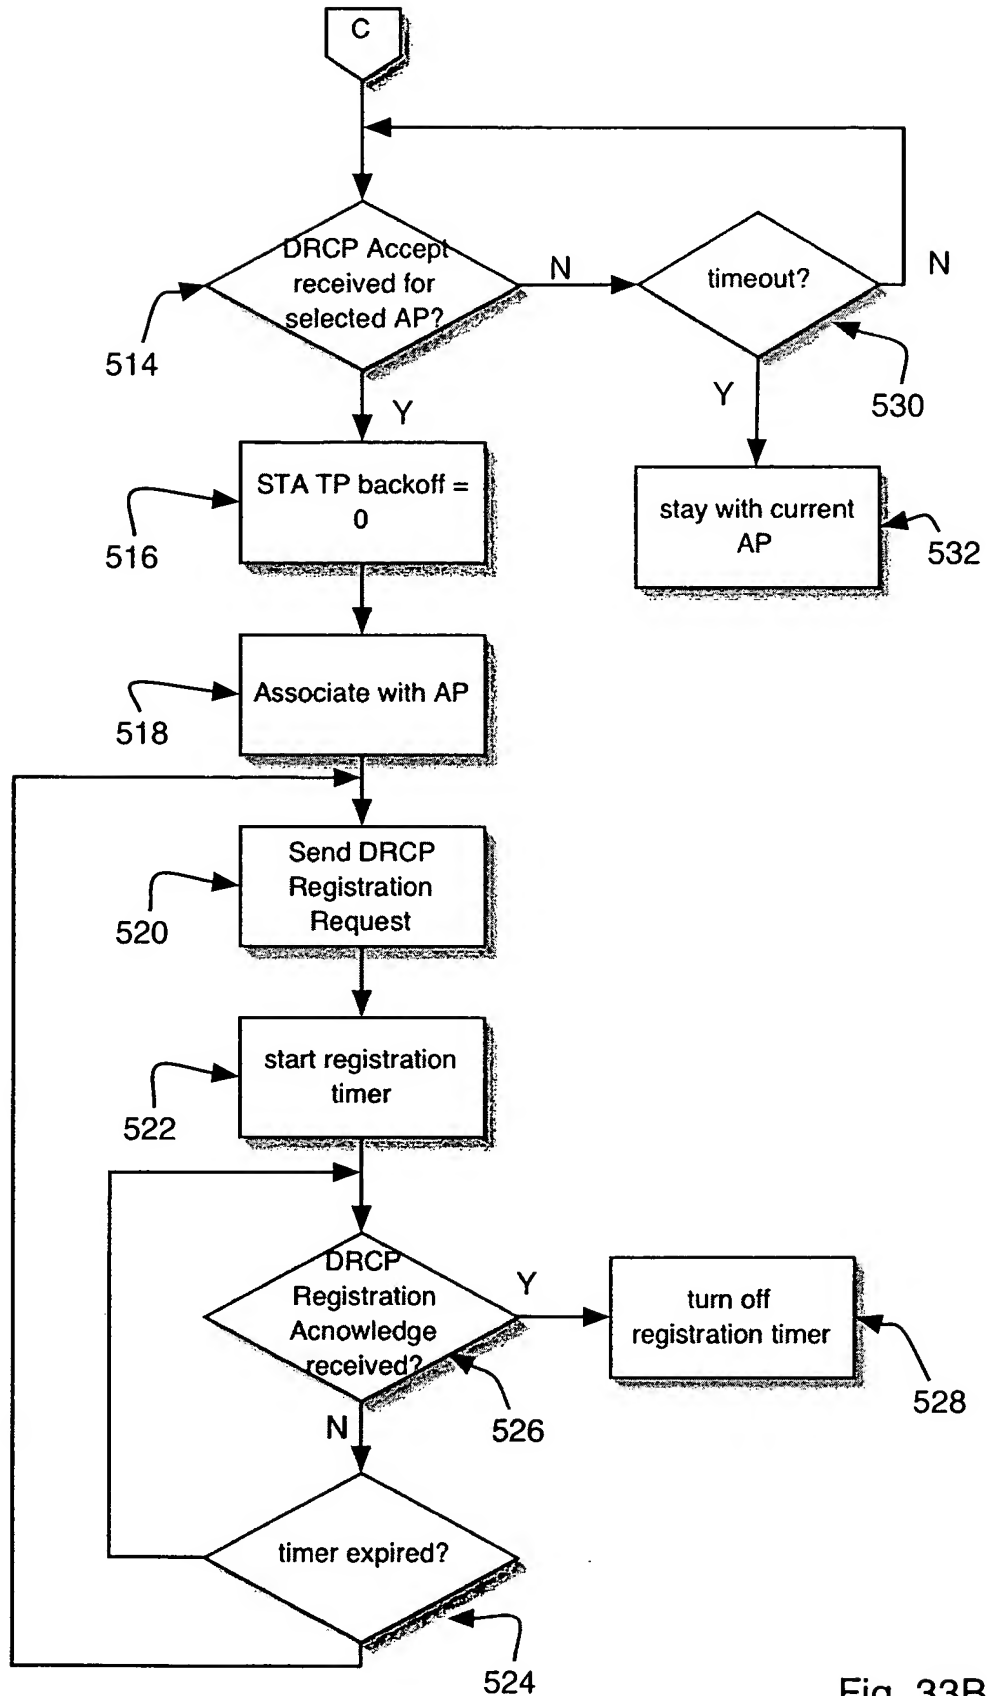 C
DRCP Accept
received for
selected AP?
N
timeout?
N
514
530
Y
Y
STA TP backoff =
0
516
stay with current
AP
532
Associate with AP
518
Send DRCP
Registration
Request
520
start registration
timer
522
DRCP
Registration
Acnowledge
received?
Y
turn off
registration timer
526
528
N
timer expired?
524
Fig. 33B